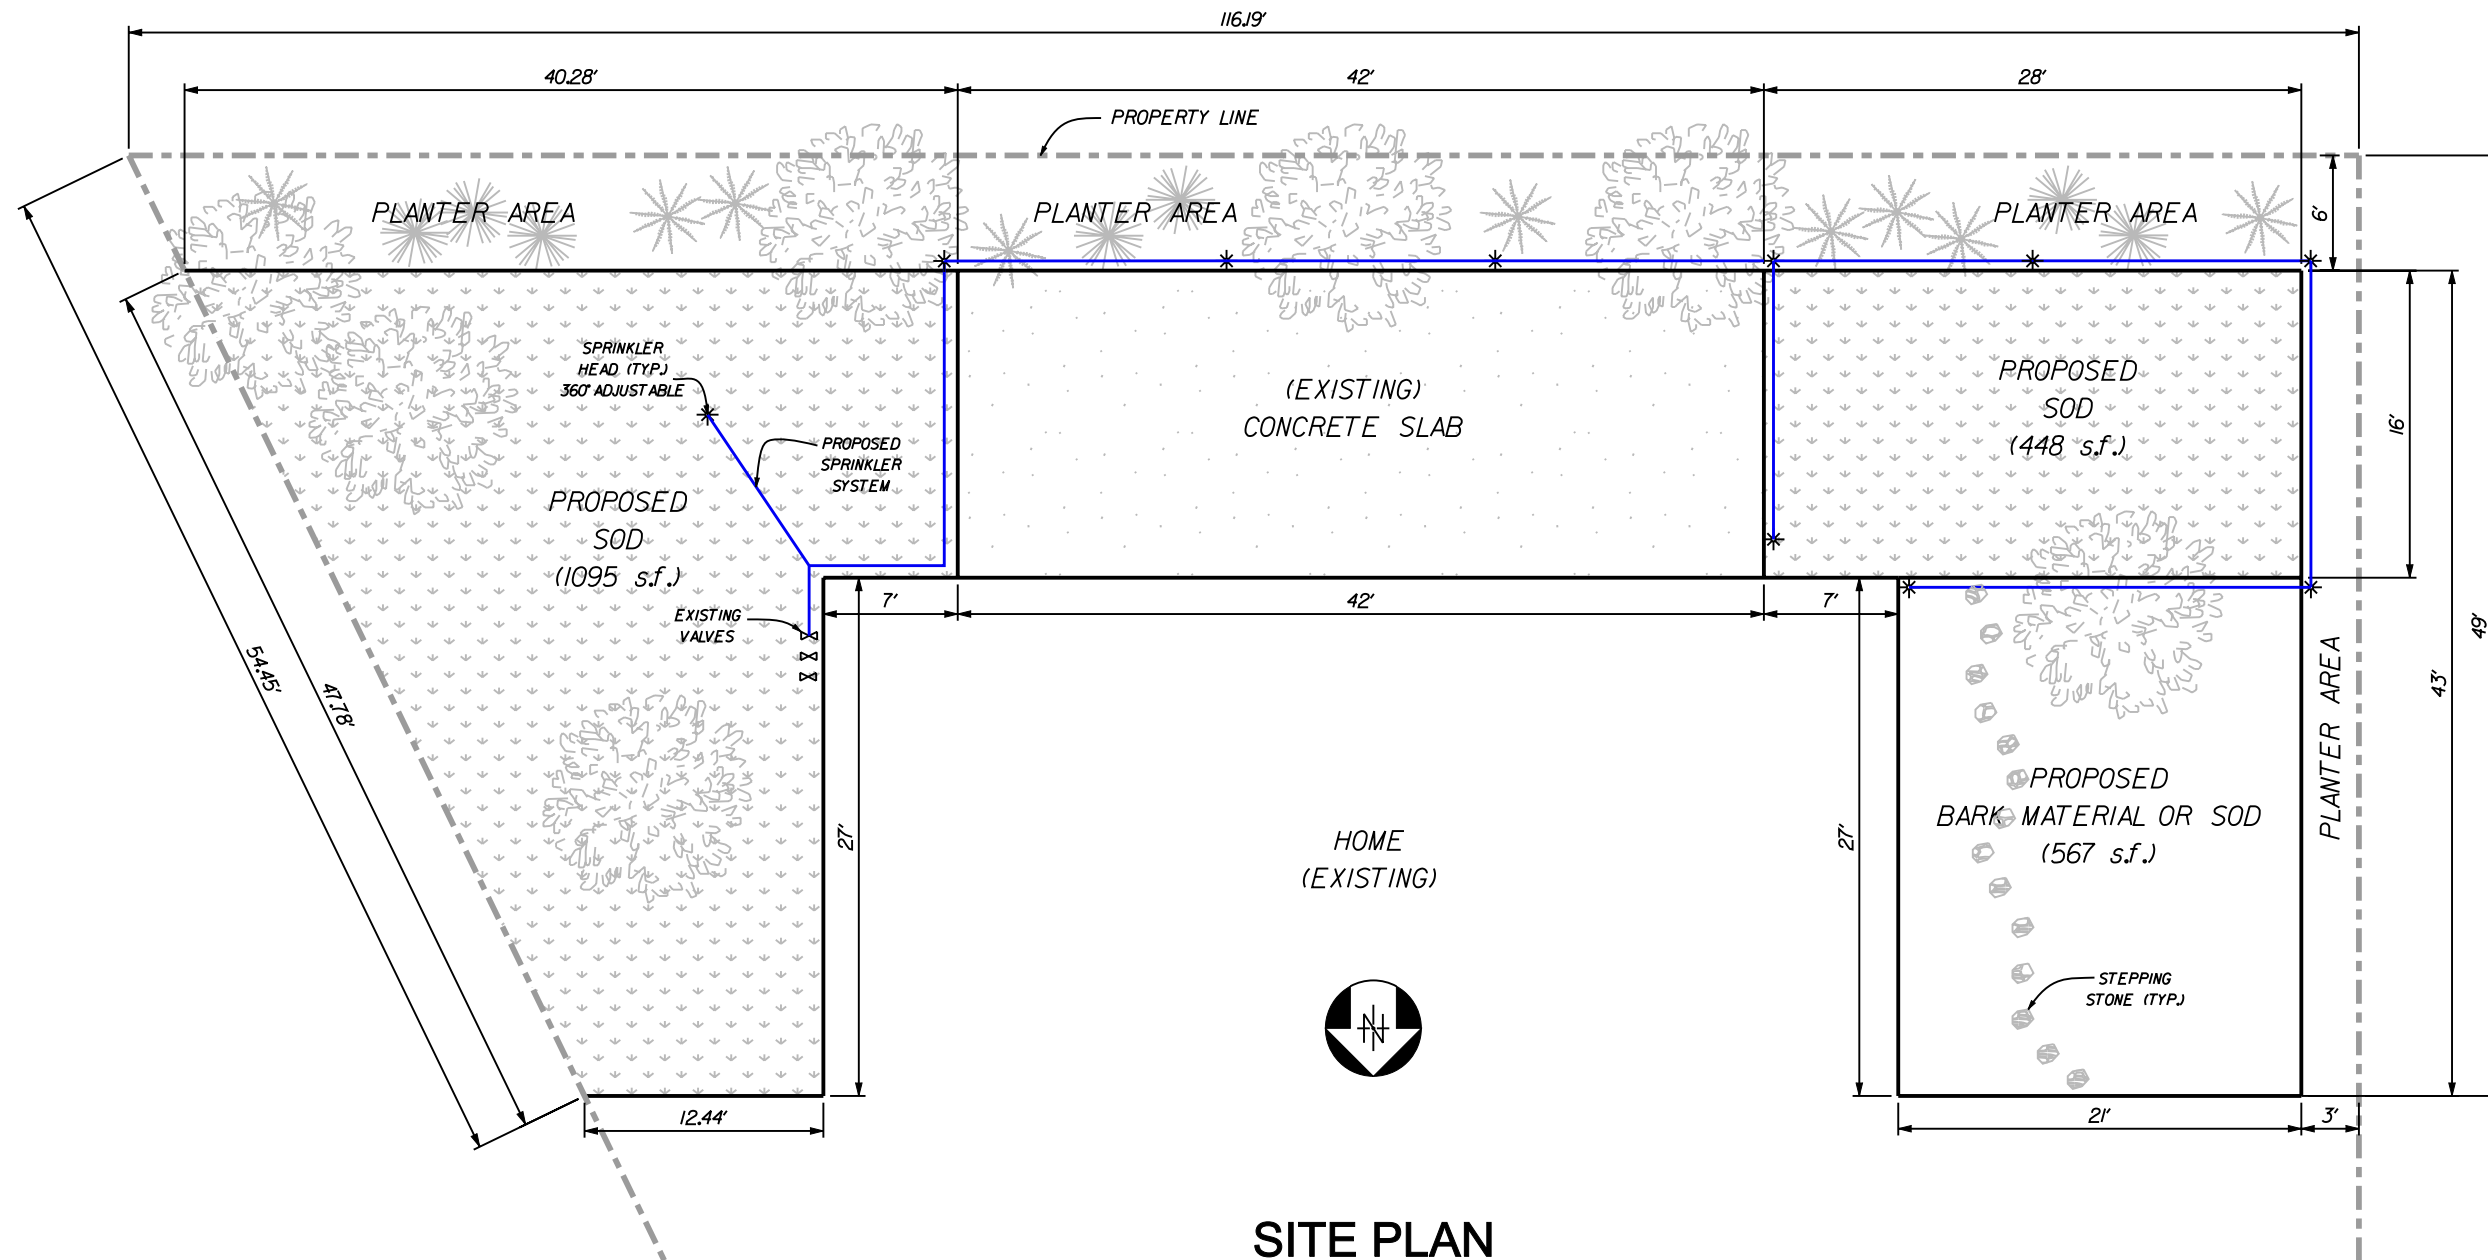 116.19'
40.28'
42'
28'
PROPERTY LINE
PLANTER AREA
PLANTER AREA
PLANTER AREA
6'
SPRINKLER
HEAD (TYP.)
360° ADJUSTABLE
PROPOSED
SPRINKLER
SYSTEM
(EXISTING)
CONCRETE SLAB
PROPOSED
SOD
(448 s.f.)
16'
PROPOSED
SOD
(1095 s.f.)
EXISTING
VALVES
7'
42'
7'
54.45'
47.78'
27'
HOME
(EXISTING)
27'
PROPOSED
BARK MATERIAL OR SOD
(567 s.f.)
PLANTER AREA
43'
49'
STEPPING
STONE (TYP.)
N
12.44'
21'
3'
SITE PLAN